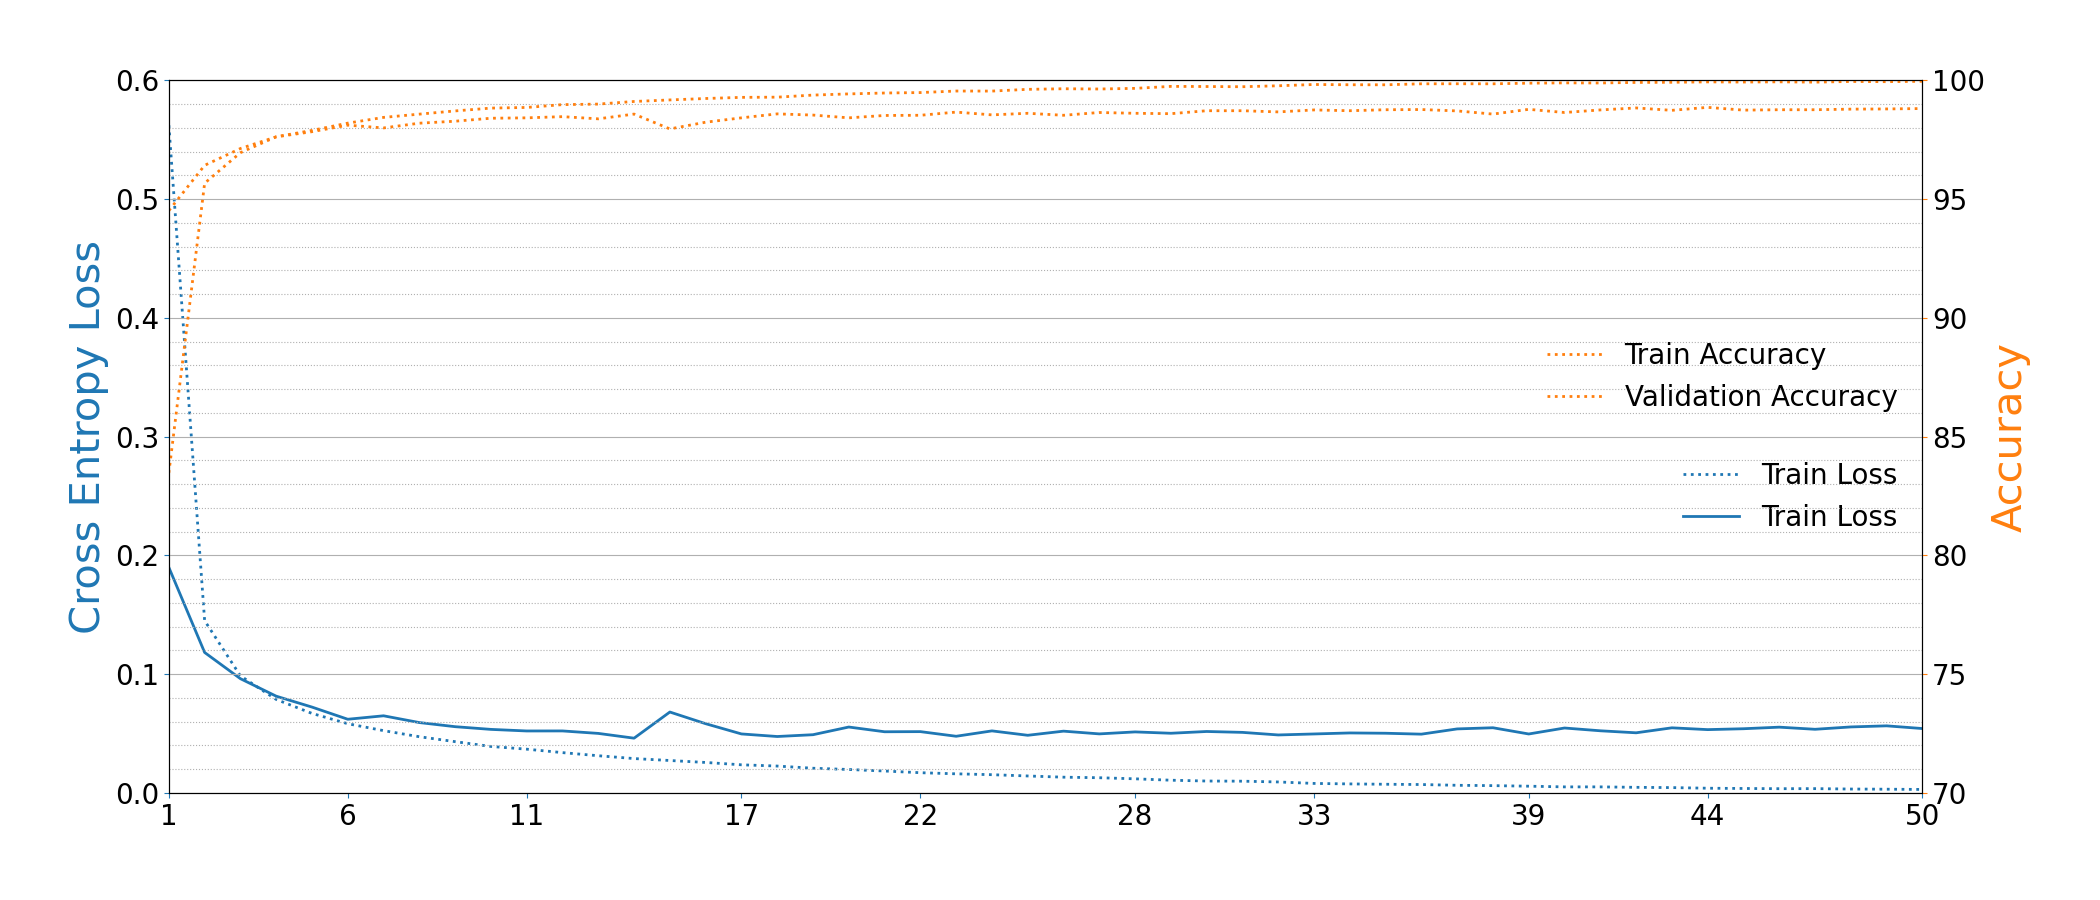 0.6
0.5
0.4
0.3
0.2
0.1
0.0
Cross Entropy Loss
100
95
90
85
80
75
70
Accuracy
Train Accuracy
Validation Accuracy
Train Loss
Train Loss
1 6 11 17 22 28 33 39 44 50